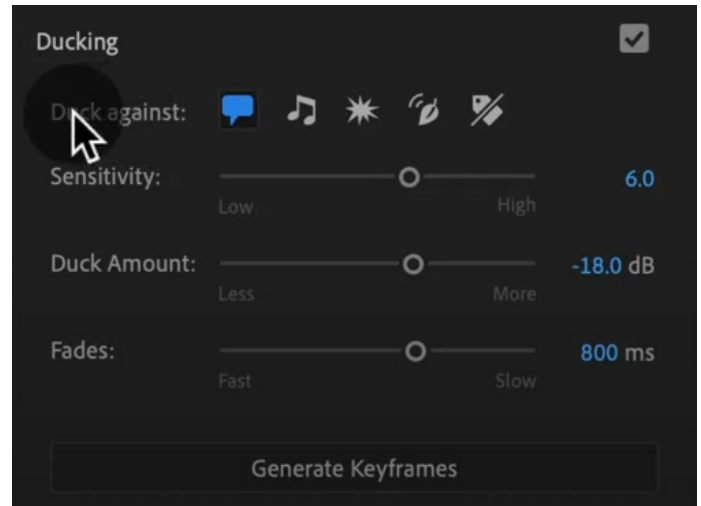 Ducking
Duck against:
Sensitivity: 6.0
Low High
Duck Amount: -18.0 dB
Less More
Fades: 800 ms
Fast Slow
Generate Keyframes